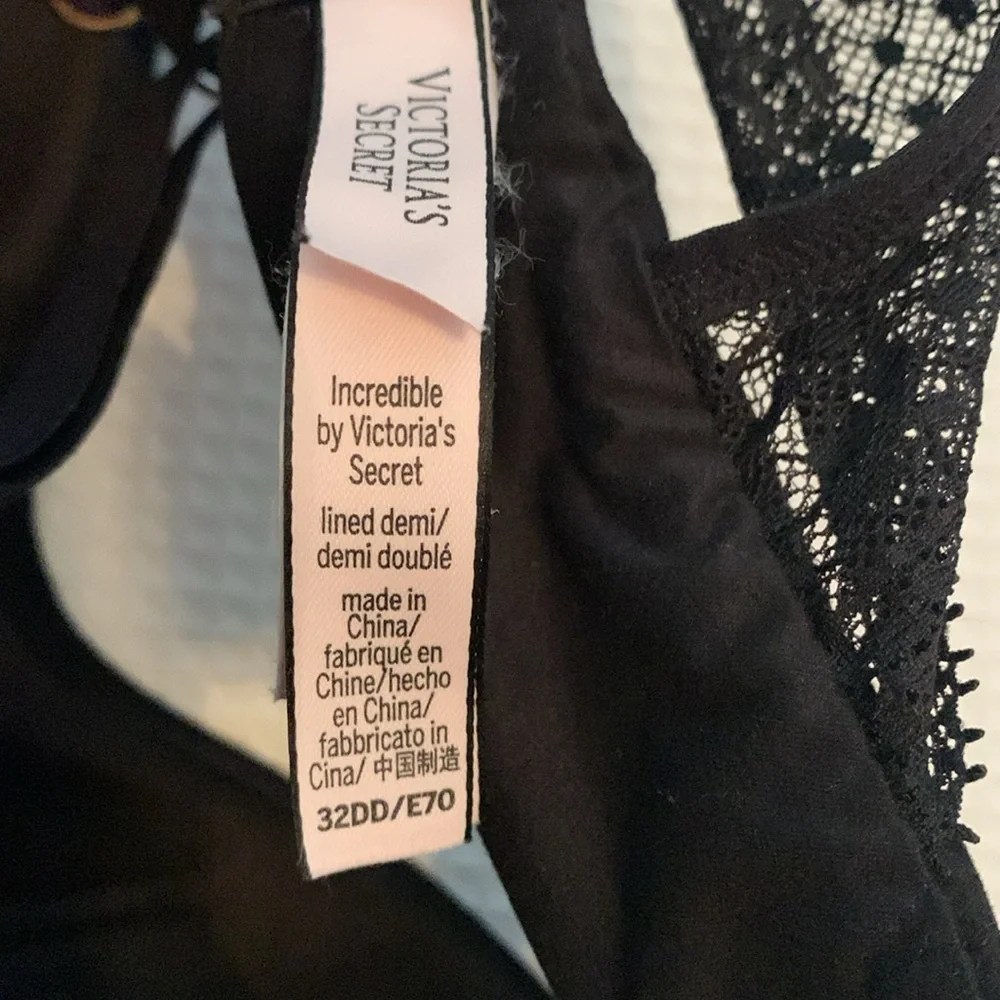 VICTORIA'S
SECRET
Incredible
by Victoria's
Secret
lined demi/
demi doublé
made in
China/
fabriqué en
Chine/hecho
en China/
fabbricato in
Cina/ 中国制造
32DD/E70